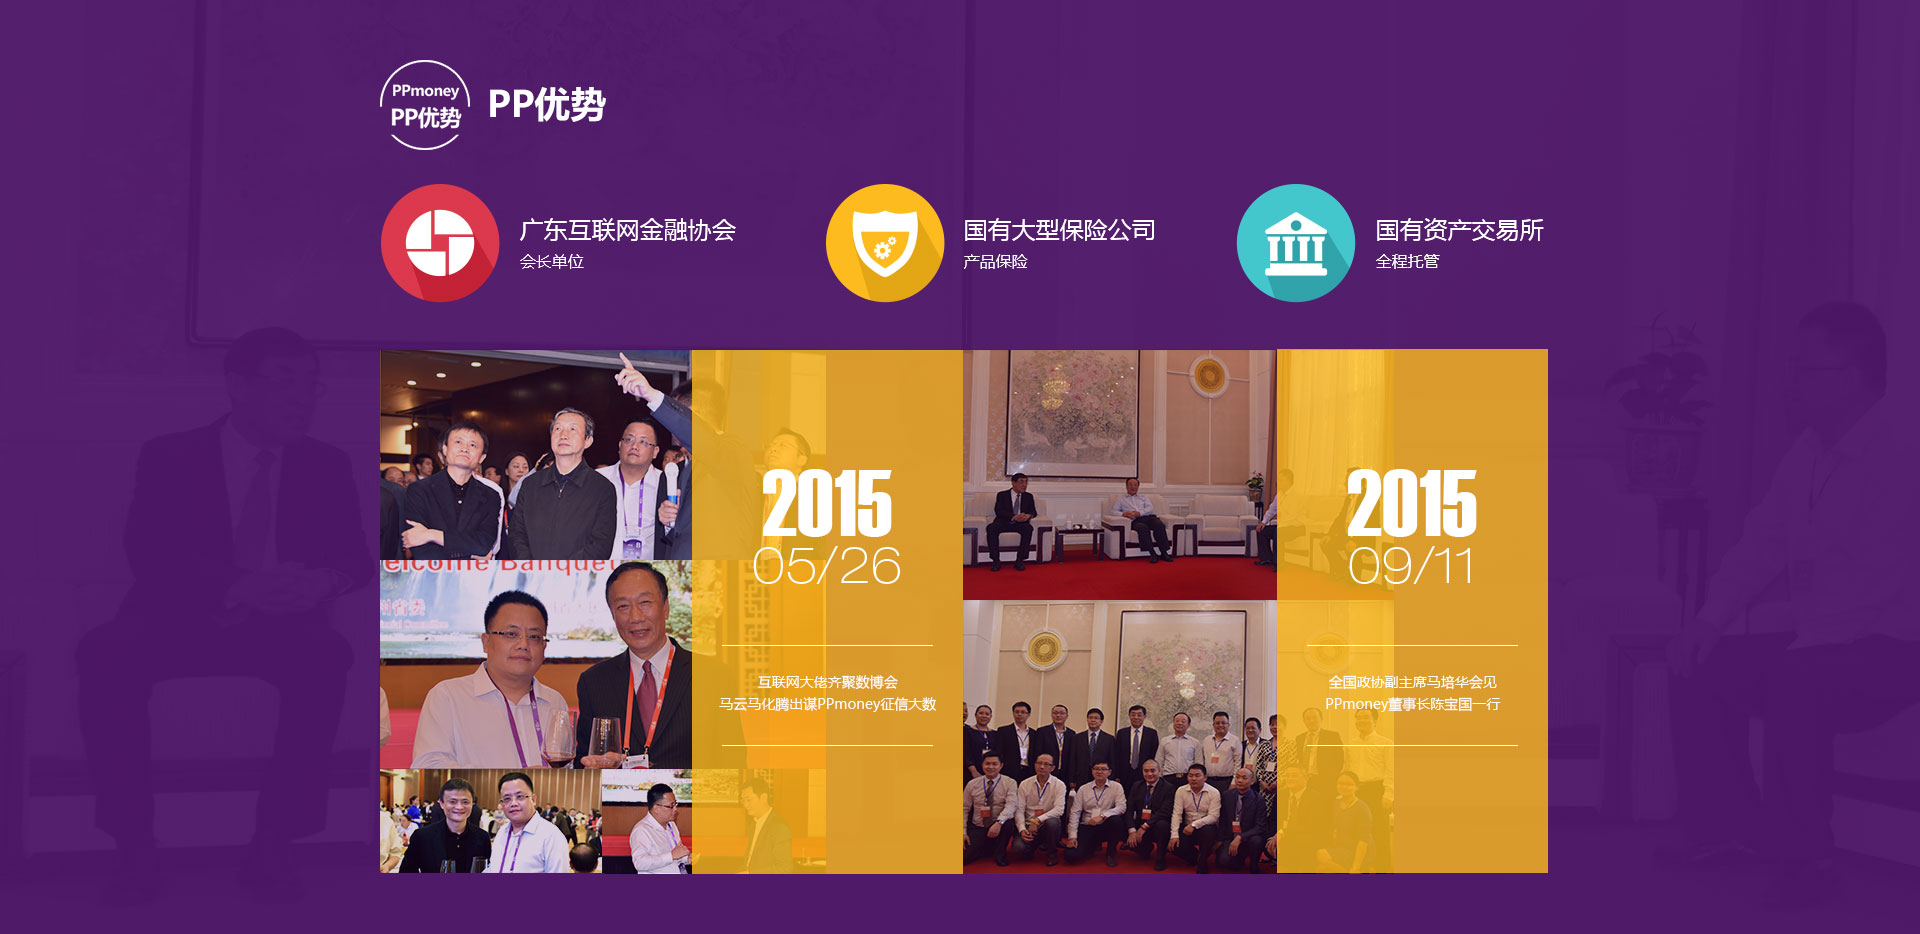 PPmoney
PP优势
PP优势
广东互联网金融协会
会长单位
国有大型保险公司
产品保险
国有资产交易所
全程托管
2015
05/26
互联网大佬齐聚数博会
马云马化腾出谋PPmoney征信大数
2015
09/11
全国政协副主席马培华会见
PPmoney董事长陈宝国一行
elcome Banquet
州省委